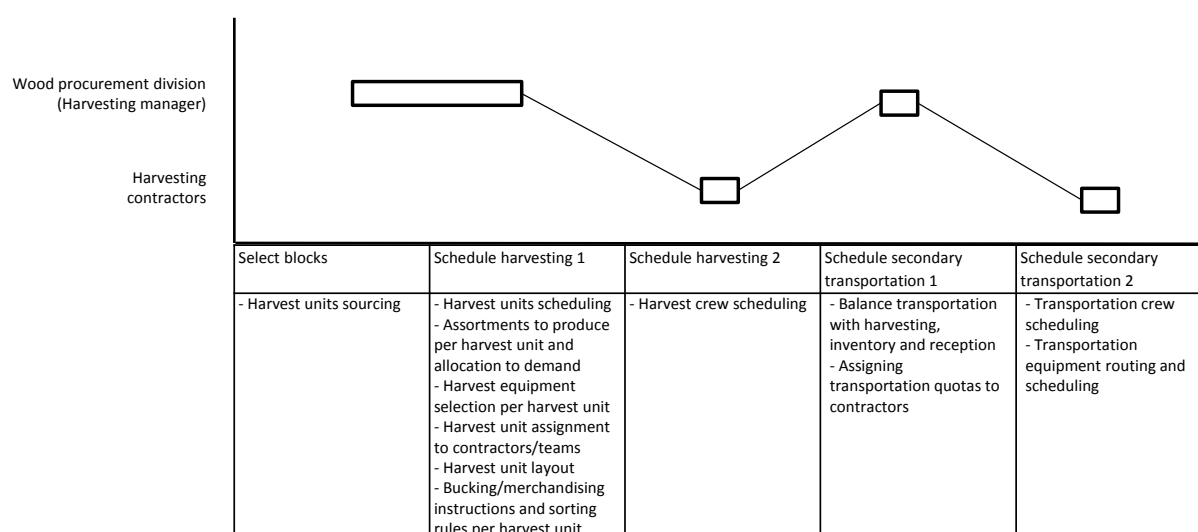 Wood procurement division
(Harvesting manager)
Harvesting
contractors
Select blocks
Schedule harvesting 1
Schedule harvesting 2
Schedule secondary
transportation 1
Schedule secondary
transportation 2
- Harvest units sourcing
- Harvest units scheduling
- Assortments to produce
per harvest unit and
allocation to demand
- Harvest equipment
selection per harvest unit
- Harvest unit assignment
to contractors/teams
- Harvest unit layout
- Bucking/merchandising
instructions and sorting
rules per harvest unit
- Harvest crew scheduling
- Balance transportation
with harvesting,
inventory and reception
- Assigning
transportation quotas to
contractors
- Transportation crew
scheduling
- Transportation
equipment routing and
scheduling